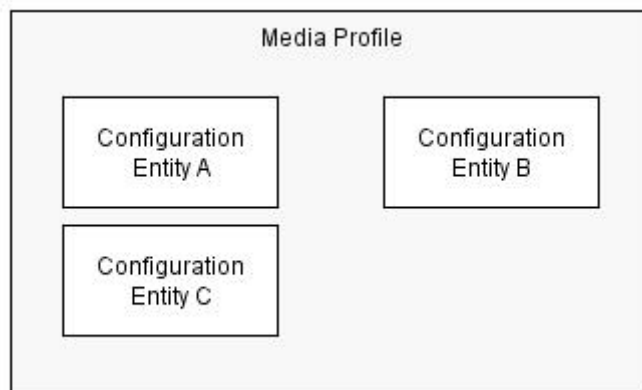 Media Profile
Configuration
Entity A
Configuration
Entity B
Configuration
Entity C